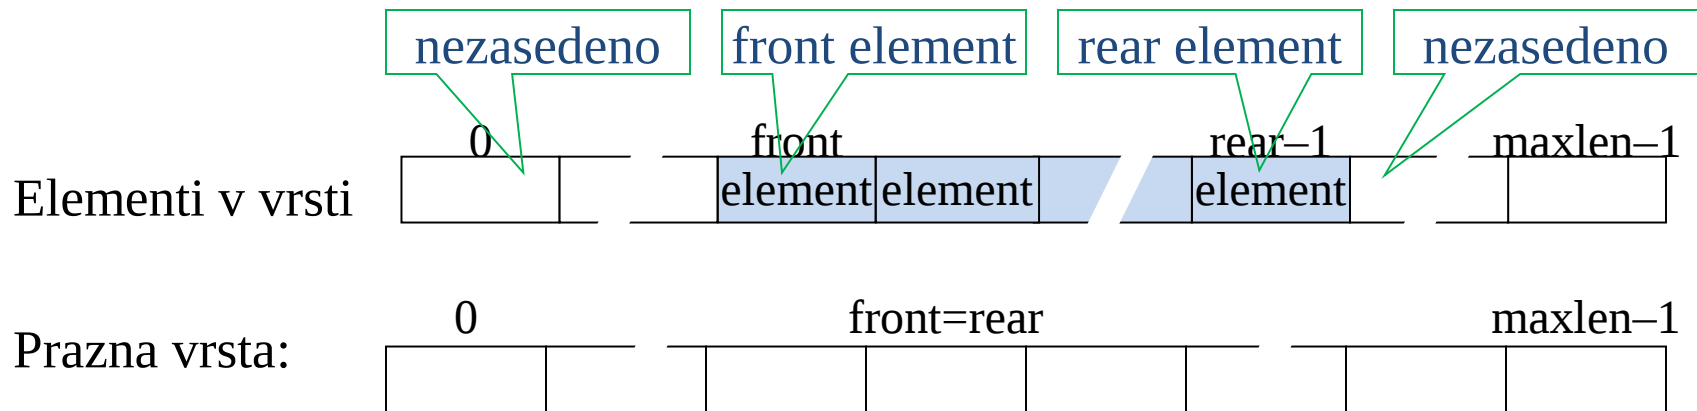 nezasedeno front element rear element nezasedeno
0 front rear–1 maxlen–1
Elementi v vrsti element element element
0 front=rear maxlen–1
Prazna vrsta: